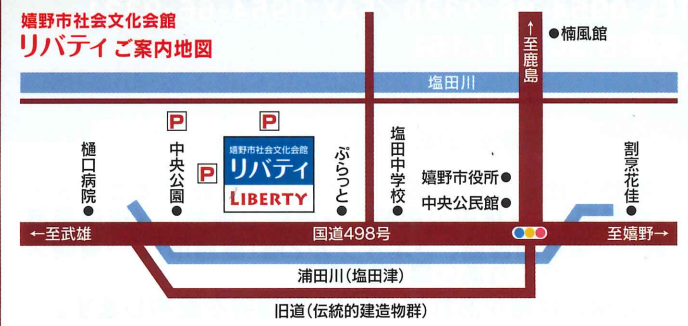 嬉野市社会文化会館
リバティご案内地図
↑至鹿島
楠風館
塩田川
P
P
P
樋口病院
中央公園
嬉野市社会文化会館
リバティ
LIBERTY
ぷらっと
塩田中学校
嬉野市役所
中央公民館
割烹花佳
←至武雄
国道498号
至嬉野→
浦田川(塩田津)
旧道(伝統的建造物群)